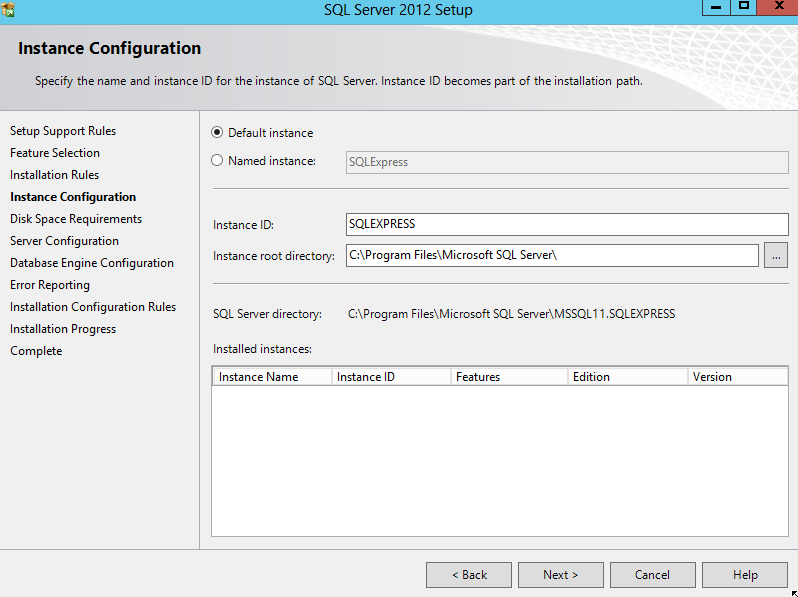 SQL Server 2012 Setup
Instance Configuration
Specify the name and instance ID for the instance of SQL Server. Instance ID becomes part of the installation path.
Setup Support Rules
Feature Selection
Installation Rules
Instance Configuration
Disk Space Requirements
Server Configuration
Database Engine Configuration
Error Reporting
Installation Configuration Rules
Installation Progress
Complete
Default instance
Named instance: SQLExpress
Instance ID: SQLEXPRESS
Instance root directory: C:\Program Files\Microsoft SQL Server\ ...
SQL Server directory: C:\Program Files\Microsoft SQL Server\MSSQL11.SQLEXPRESS
Installed instances:
Instance Name Instance ID Features Edition Version
< Back Next > Cancel Help